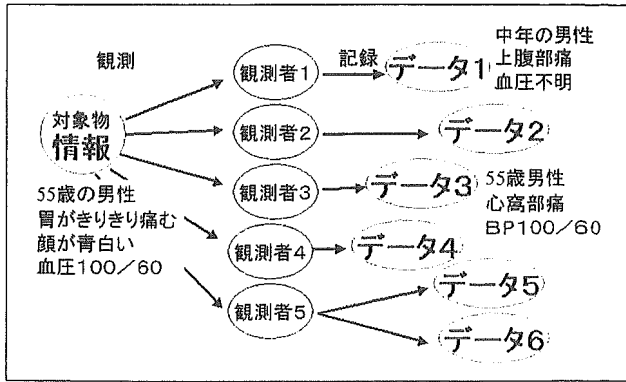 観測
観測者1
記録
データ1
中年の男性
上腹部痛
血圧不明
対象物
情報
観測者2
データ2
観測者3
データ3
55歳男性
心窩部痛
BP100/60
55歳の男性
胃がきりきり痛む
顔が青白い
血圧100/60
観測者4
データ4
観測者5
データ5
データ6